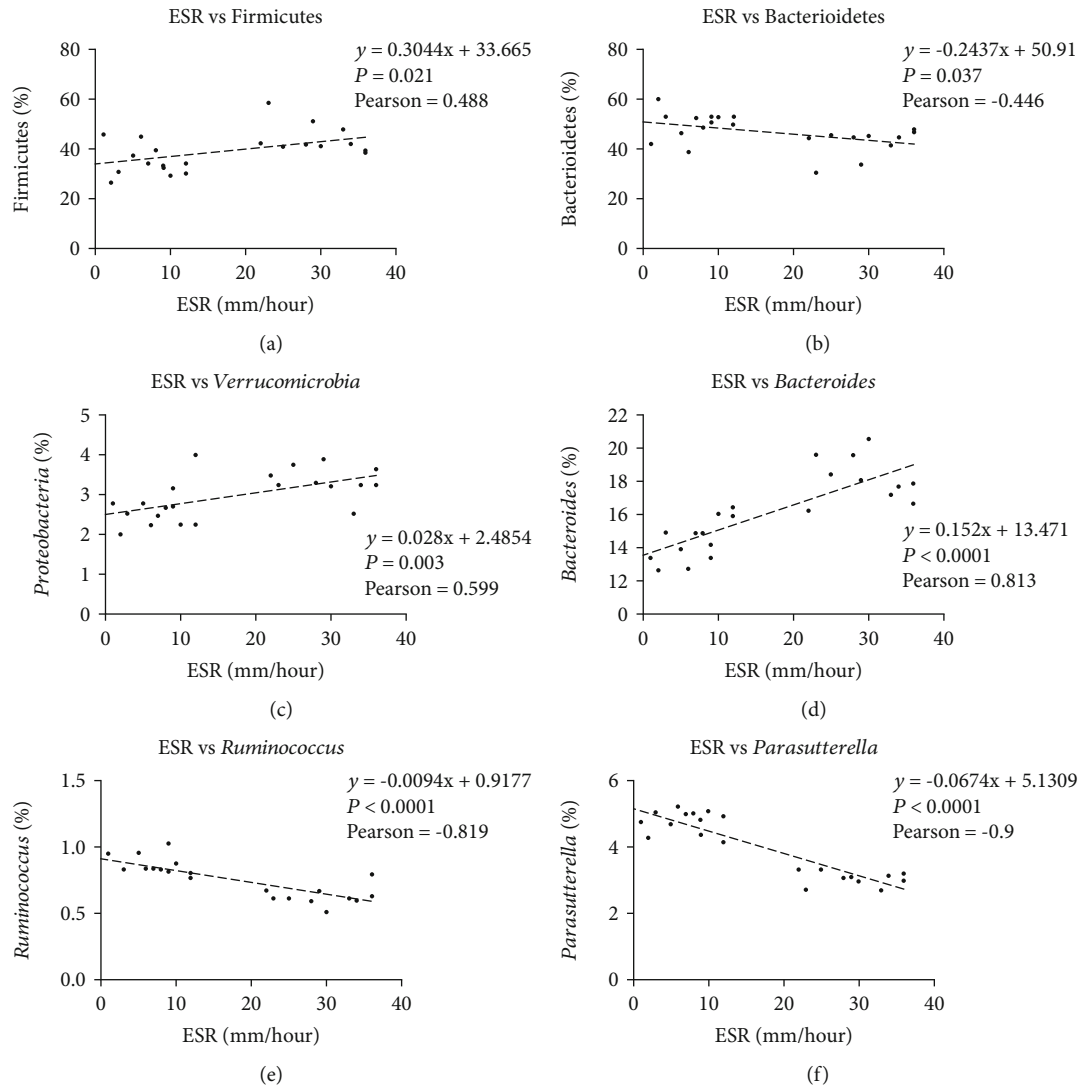 ESR vs Firmicutes
y = 0.3044x + 33.665
P = 0.021
Pearson = 0.488
Firmicutes (%)
80
60
40
20
0
0 10 20 30 40
ESR (mm/hour)
(a)
ESR vs Bacterioidetes
y = -0.2437x + 50.91
P = 0.037
Pearson = -0.446
Bacterioidetes (%)
80
60
40
20
0
0 10 20 30 40
ESR (mm/hour)
(b)
ESR vs Verrucomicrobia
Proteobacteria (%)
5
4
3
2
1
0
y = 0.028x + 2.4854
P = 0.003
Pearson = 0.599
0 10 20 30 40
ESR (mm/hour)
(c)
ESR vs Bacteroides
Bacteroides (%)
22
20
18
16
14
12
10
y = 0.152x + 13.471
P < 0.0001
Pearson = 0.813
0 10 20 30 40
ESR (mm/hour)
(d)
ESR vs Ruminococcus
y = -0.0094x + 0.9177
P < 0.0001
Pearson = -0.819
Ruminococcus (%)
1.5
1.0
0.5
0.0
0 10 20 30 40
ESR (mm/hour)
(e)
ESR vs Parasutterella
y = -0.0674x + 5.1309
P < 0.0001
Pearson = -0.9
Parasutterella (%)
6
4
2
0
0 10 20 30 40
ESR (mm/hour)
(f)